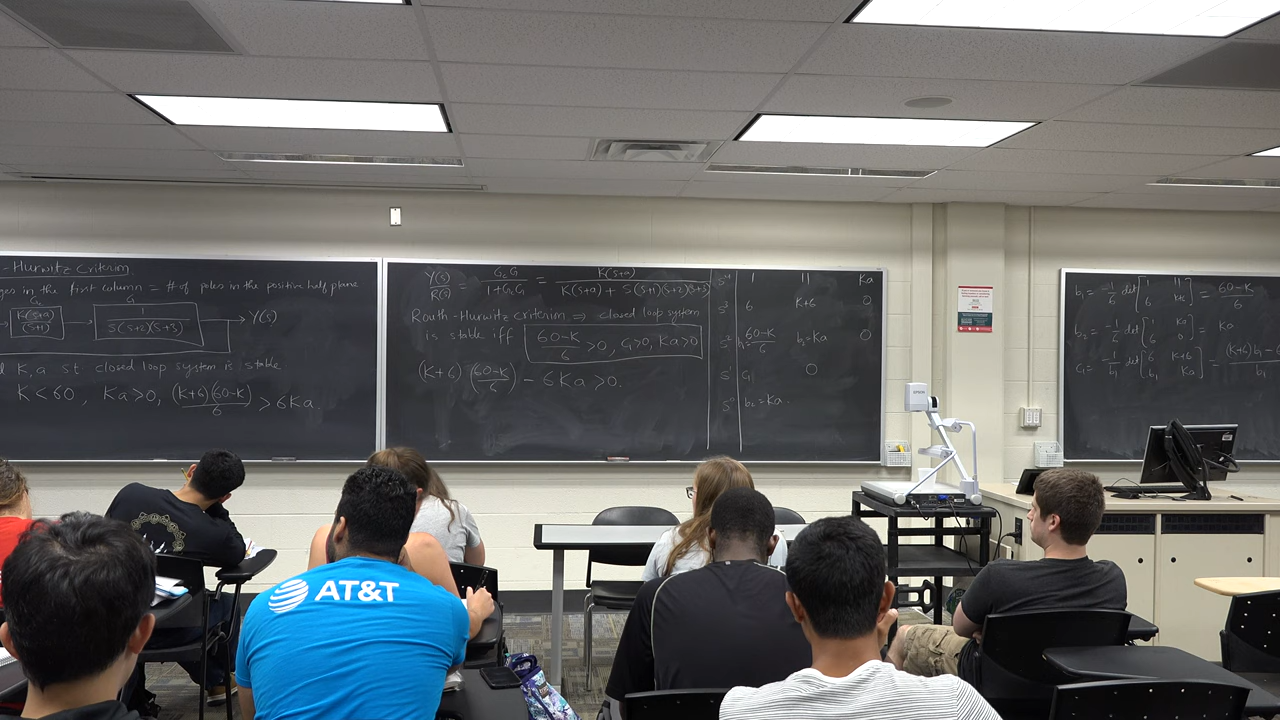 -Hurwitz Criterion
ges in the first column = # of poles in the positive half plane
Gc G
K(s+a)/(s+1) → 1/(s(s+2)(s+3)) → Y(s)
K, a s.t closed loop system is stable
K<60, Ka>0, (K+6)(60-K)/6 > 6Ka.
Y(s)/R(s) = GcG/(1+GcG) = K(s+a)/(K(s+a) + s(s+1)(s+2)(s+3))
Routh-Hurwitz criterion ⇒ closed loop system
is stable iff (60-K)/6 >0, C1>0, Ka>0
(K+6) ((60-K)/6) - 6Ka >0.
s⁴ 1 11 Ka
s³ 6 K+6 0
s² b1=(60-K)/6 b2=Ka 0
s¹ C1 0
s⁰ b2=Ka.
b1 = -1/6 det[1 11; 6 K+6] = (60-K)/6
b2 = -1/6 det[1 Ka; 6 0] = Ka
C1 = -1/b1 det[6 K+6; b1 Ka] = (K+6)b1-
AT&T